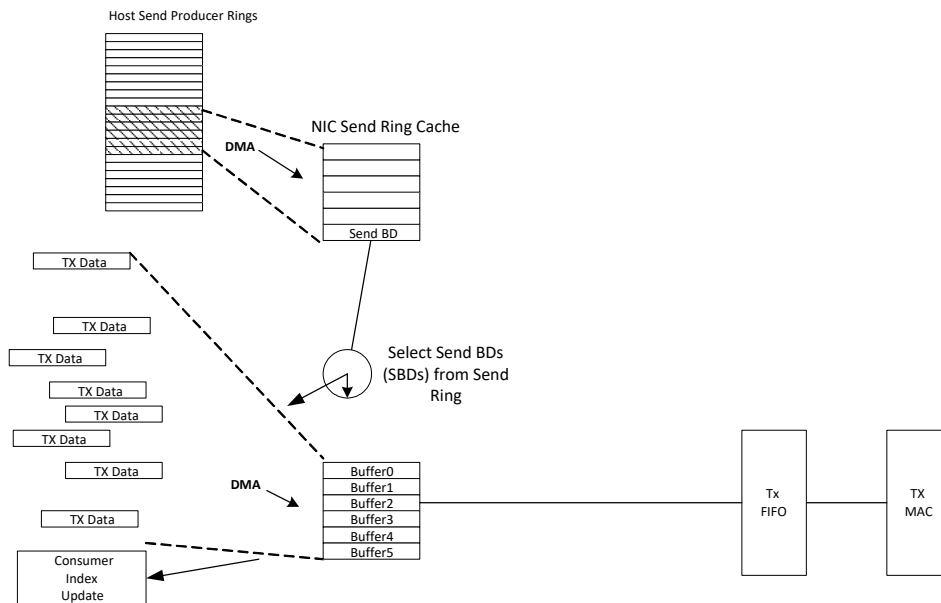 Host Send Producer Rings
NIC Send Ring Cache
DMA
Send BD
TX Data
TX Data
TX Data
Select Send BDs
(SBDs) from Send
Ring
TX Data
TX Data
TX Data
TX Data
TX Data
DMA
Buffer0
Buffer1
Buffer2
Buffer3
Buffer4
Buffer5
Tx
FIFO
TX
MAC
Consumer
Index
Update